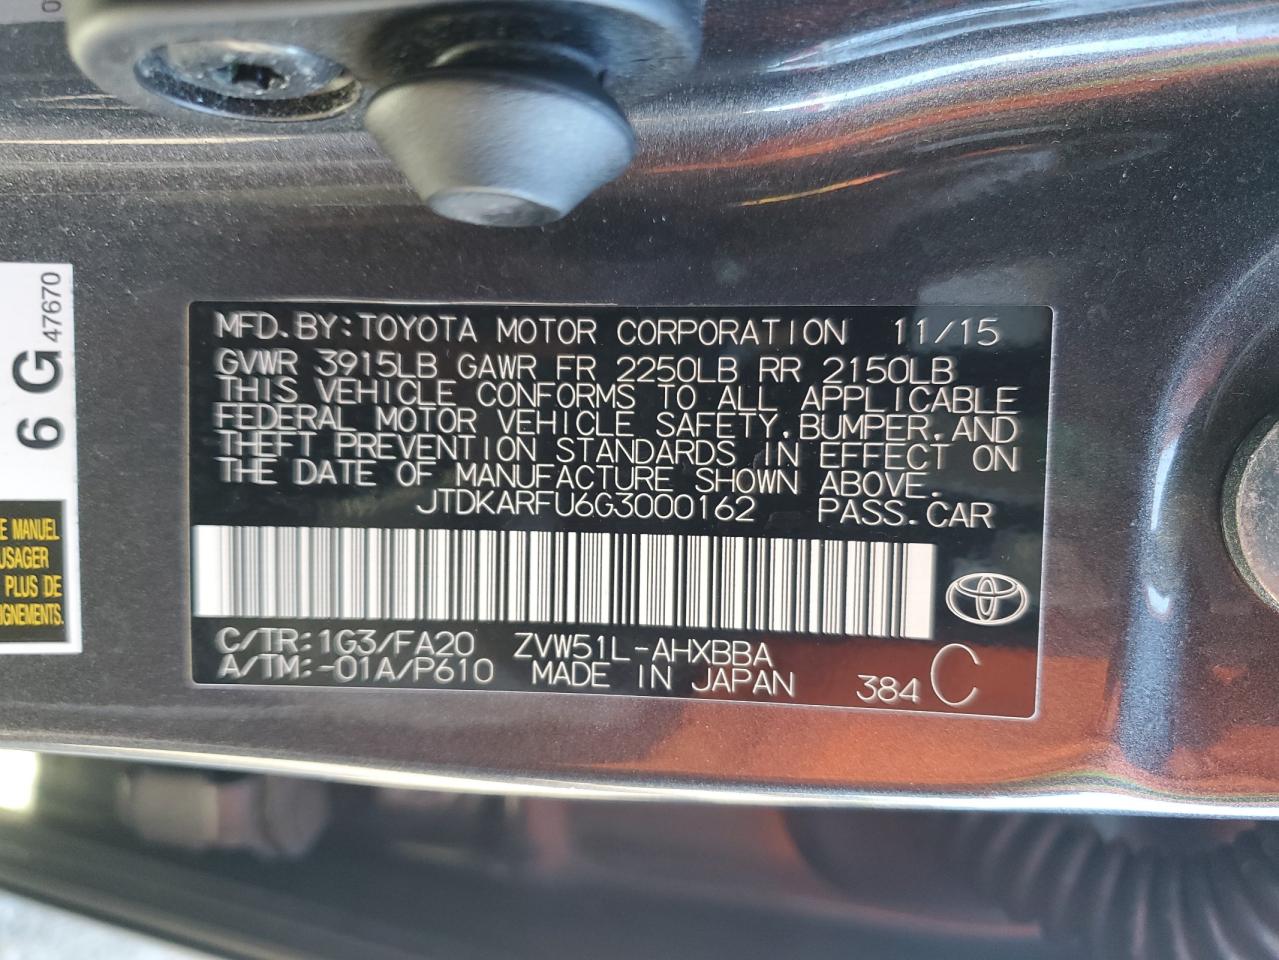 MFD.BY:TOYOTA MOTOR CORPORATION 11/15
GVWR 3915LB GAWR FR 2250LB RR 2150LB
THIS VEHICLE CONFORMS TO ALL APPLICABLE
FEDERAL MOTOR VEHICLE SAFETY,BUMPER,AND
THEFT PREVENTION STANDARDS IN EFFECT ON
THE DATE OF MANUFACTURE SHOWN ABOVE.
JTDKARFU6G3000162 PASS.CAR
C/TR:1G3/FA20 ZVW51L-AHXBBA
A/TM:-01A/P610 MADE IN JAPAN 384 C
6 G 47670
MANUEL
PLUS DE